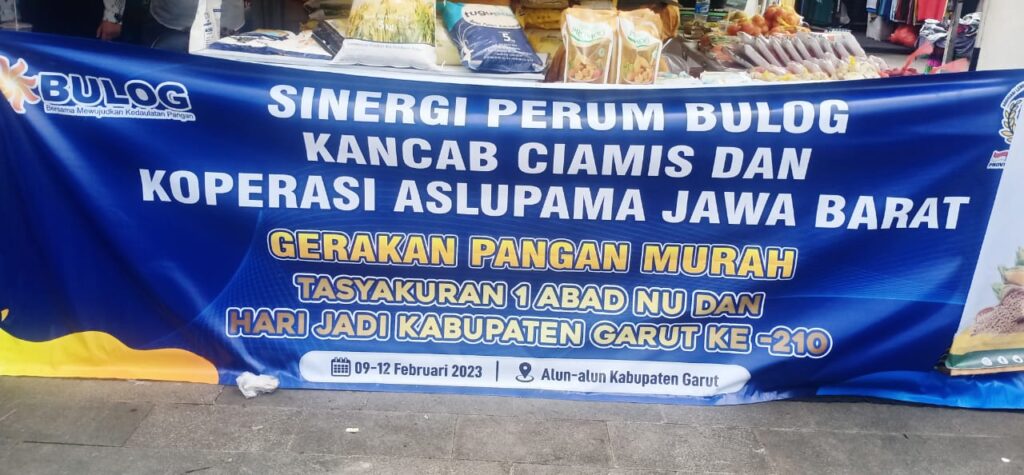 BULOG
Bersama Mewujudkan Kedaulatan Pangan
SINERGI PERUM BULOG
KANCAB CIAMIS DAN
KOPERASI ASLUPAMA JAWA BARAT
GERAKAN PANGAN MURAH
TASYAKURAN 1 ABAD NU DAN
HARI JADI KABUPATEN GARUT KE -210
09-12 Februari 2023 | Alun-alun Kabupaten Garut